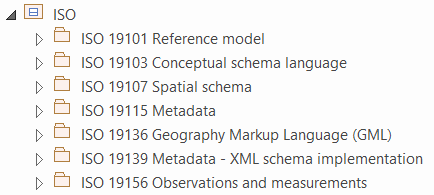 ISO
ISO 19101 Reference model
ISO 19103 Conceptual schema language
ISO 19107 Spatial schema
ISO 19115 Metadata
ISO 19136 Geography Markup Language (GML)
ISO 19139 Metadata - XML schema implementation
ISO 19156 Observations and measurements